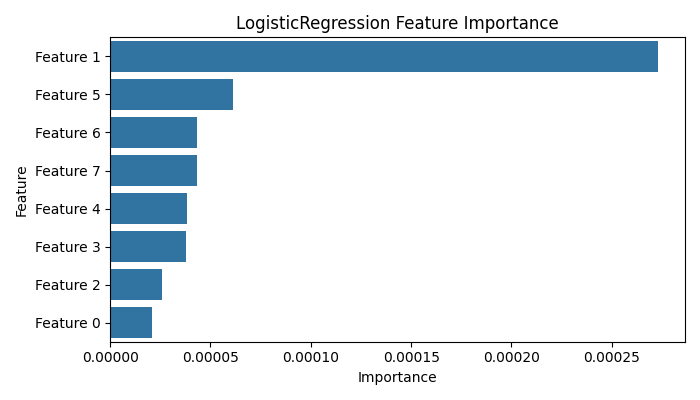 LogisticRegression Feature Importance
Feature 1
Feature 5
Feature 6
Feature 7
Feature 4
Feature 3
Feature 2
Feature 0
Feature
0.00000 0.00005 0.00010 0.00015 0.00020 0.00025
Importance